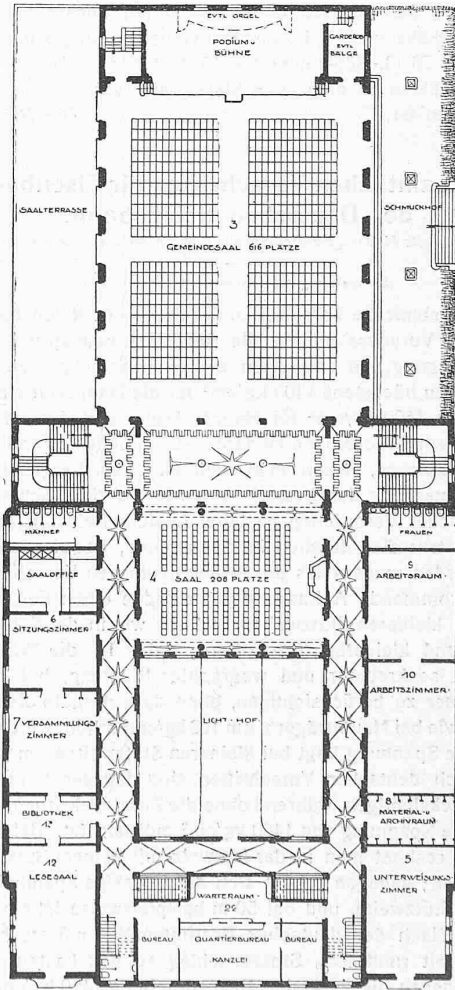 EVTL ORGEL
PODIUM U
BÜHNE
GARDEROB
EVTL
BÄLGE
SAALTERRASSE
SCHMUCKHOF
3
GEMEINDESAAL 616 PLÄTZE
MÄNNER
FRAUEN
SAALOFFICE
9
ARBEITSRAUM
4
SAAL 208 PLÄTZE
6
SITZUNGSZIMMER
10
ARBEITSZIMMER
7 VERSAMMLUNGS
ZIMMER
LICHT-HOF
8
MATERIAL- U
ARCHIVRAUM
BIBLIOTHEK
12
LESESAAL
UNTERWEISUNGS-
ZIMMER
WARTERAUM
BUREAU
QUARTIERBUREAU
BUREAU
KANZLEI